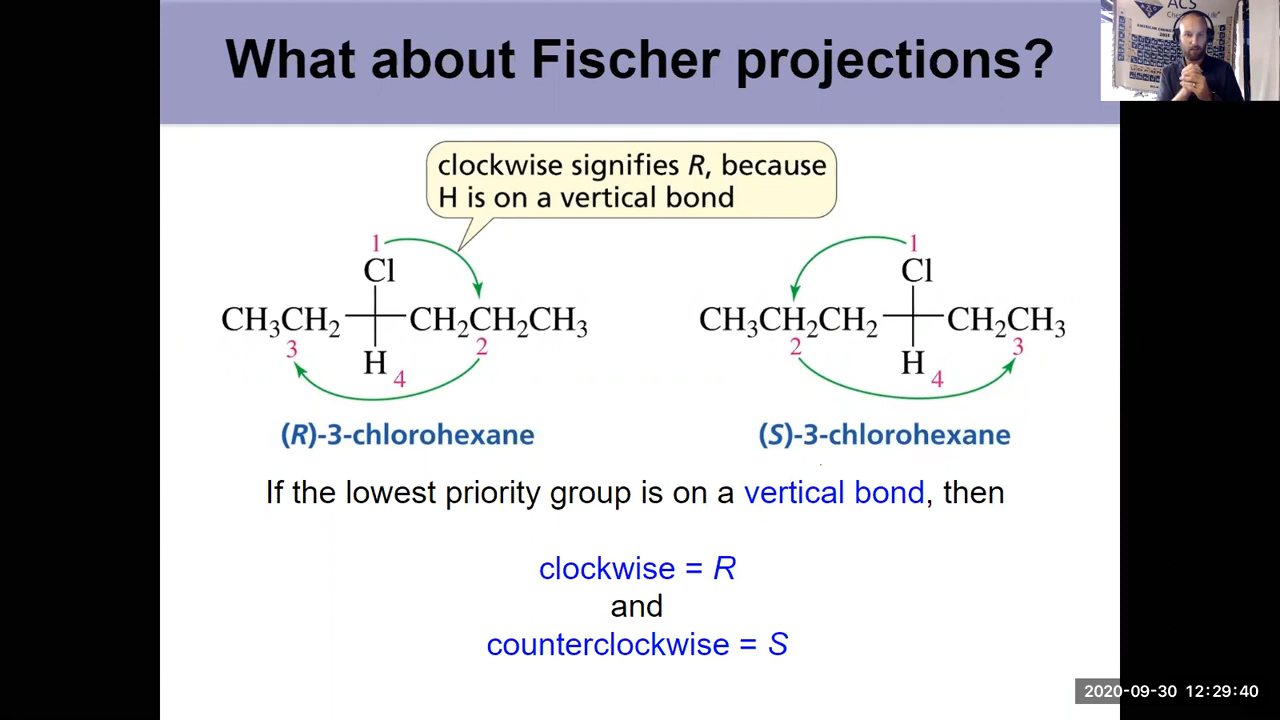 What about Fischer projections?
ACS
clockwise signifies R, because
H is on a vertical bond
1
Cl
CH₃CH₂ CH₂CH₂CH₃
3 2
H
4
(R)-3-chlorohexane
1
Cl
CH₃CH₂CH₂ CH₂CH₃
2 3
H
4
(S)-3-chlorohexane
If the lowest priority group is on a vertical bond, then
clockwise = R
and
counterclockwise = S
2020-09-30 12:29:40